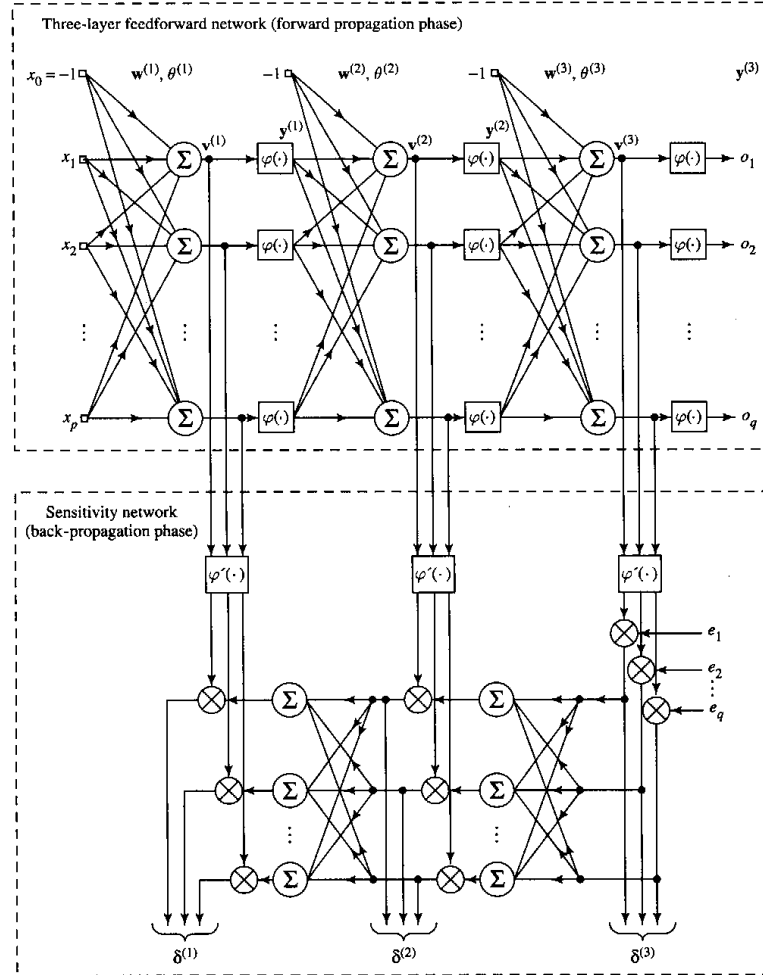 Three-layer feedforward network (forward propagation phase)
x₀ = −1 w⁽¹⁾, θ⁽¹⁾ −1 w⁽²⁾, θ⁽²⁾ −1 w⁽³⁾, θ⁽³⁾ y⁽³⁾
v⁽¹⁾ y⁽¹⁾ v⁽²⁾ y⁽²⁾ v⁽³⁾
x₁ Σ φ(·) Σ φ(·) Σ φ(·) o₁
x₂ Σ φ(·) Σ φ(·) Σ φ(·) o₂
⋮ ⋮ ⋮ ⋮ ⋮ ⋮ ⋮
xₚ Σ φ(·) Σ φ(·) Σ φ(·) o_q
Sensitivity network
(back-propagation phase)
φ′(·) φ′(·) φ′(·)
e₁
e₂
⋮
Σ Σ e_q
Σ Σ
⋮ ⋮
Σ Σ
δ⁽¹⁾ δ⁽²⁾ δ⁽³⁾